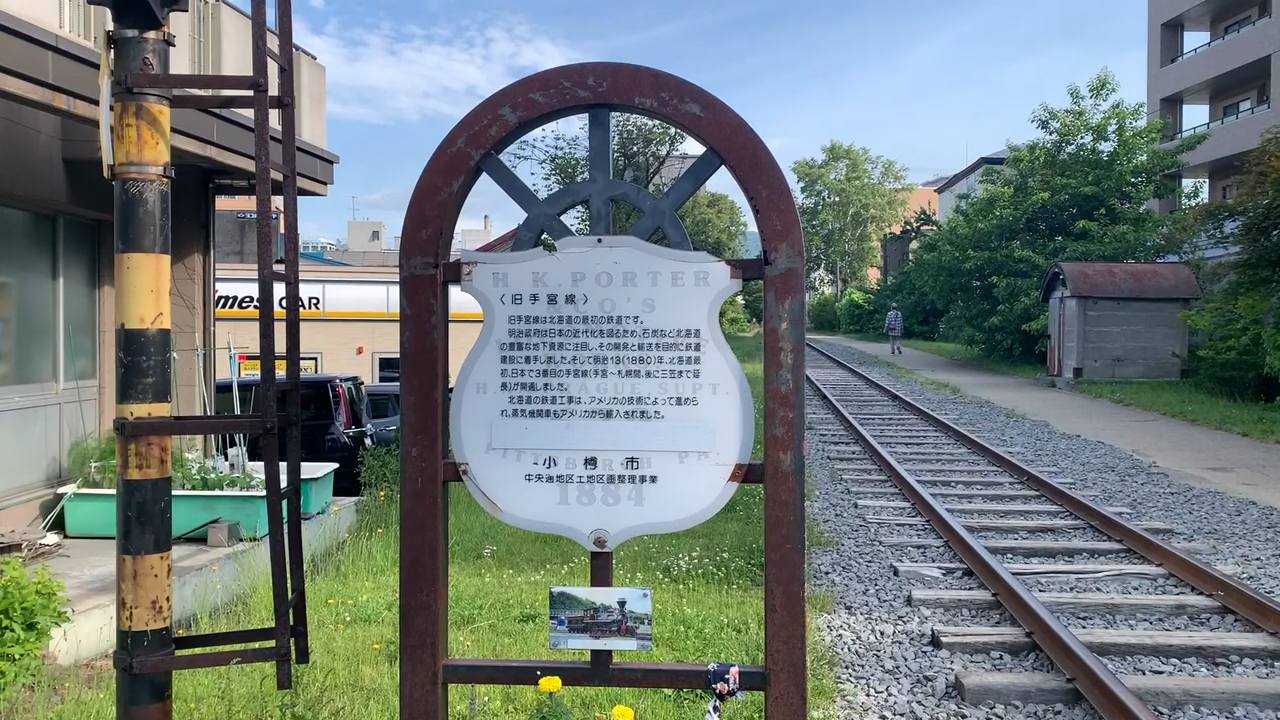 H K.PORTER
& CO'S
〈旧手宮線〉
旧手宮線は北海道の最初の鉄道です。
明治政府は日本の近代化を図るため、石炭など北海道
の豊富な地下資源に注目し、その開発と輸送を目的に鉄道
建設に着手しました。そして明治13(1880)年、北海道最
初、日本で3番目の手宮線(手宮〜札幌間、後に三笠まで延
長)が開通しました。
北海道の鉄道工事は、アメリカの技術によって進めら
れ、蒸気機関車もアメリカから輸入されました。
SUPT.
小樽市
中央通地区土地区画整理事業
1884
mes CAR